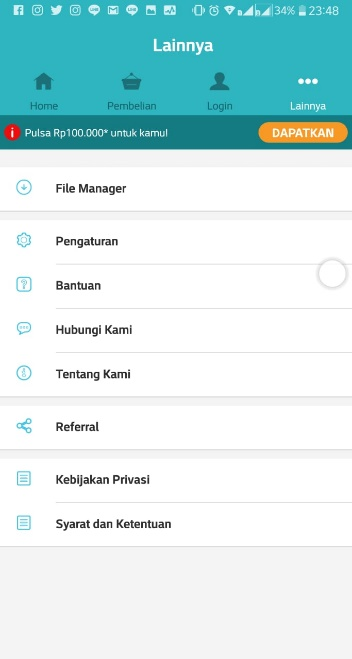 34% 23:48
Lainnya
Home Pembelian Login Lainnya
Pulsa Rp100.000* untuk kamu! DAPATKAN
File Manager
Pengaturan
Bantuan
Hubungi Kami
Tentang Kami
Referral
Kebijakan Privasi
Syarat dan Ketentuan